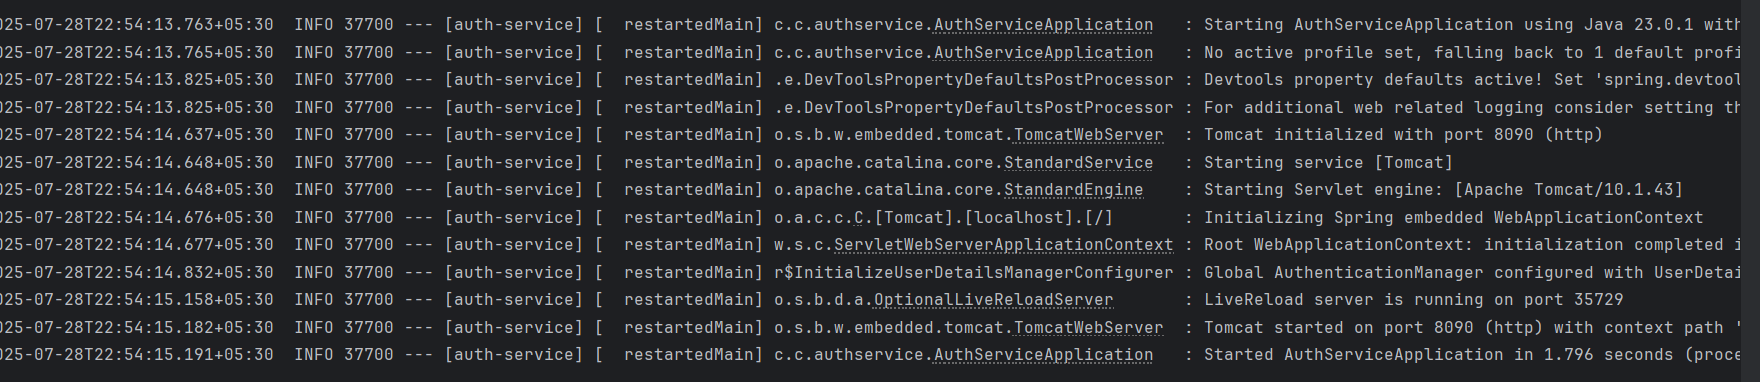 025-07-28T22:54:13.763+05:30  INFO 37700 --- [auth-service] [  restartedMain] c.c.authservice.AuthServiceApplication   : Starting AuthServiceApplication using Java 23.0.1 with
025-07-28T22:54:13.765+05:30  INFO 37700 --- [auth-service] [  restartedMain] c.c.authservice.AuthServiceApplication   : No active profile set, falling back to 1 default profi
025-07-28T22:54:13.825+05:30  INFO 37700 --- [auth-service] [  restartedMain] .e.DevToolsPropertyDefaultsPostProcessor : Devtools property defaults active! Set 'spring.devtool
025-07-28T22:54:13.825+05:30  INFO 37700 --- [auth-service] [  restartedMain] .e.DevToolsPropertyDefaultsPostProcessor : For additional web related logging consider setting th
025-07-28T22:54:14.637+05:30  INFO 37700 --- [auth-service] [  restartedMain] o.s.b.w.embedded.tomcat.TomcatWebServer  : Tomcat initialized with port 8090 (http)
025-07-28T22:54:14.648+05:30  INFO 37700 --- [auth-service] [  restartedMain] o.apache.catalina.core.StandardService   : Starting service [Tomcat]
025-07-28T22:54:14.648+05:30  INFO 37700 --- [auth-service] [  restartedMain] o.apache.catalina.core.StandardEngine    : Starting Servlet engine: [Apache Tomcat/10.1.43]
025-07-28T22:54:14.676+05:30  INFO 37700 --- [auth-service] [  restartedMain] o.a.c.c.C.[Tomcat].[localhost].[/]       : Initializing Spring embedded WebApplicationContext
025-07-28T22:54:14.677+05:30  INFO 37700 --- [auth-service] [  restartedMain] w.s.c.ServletWebServerApplicationContext : Root WebApplicationContext: initialization completed i
025-07-28T22:54:14.832+05:30  INFO 37700 --- [auth-service] [  restartedMain] r$InitializeUserDetailsManagerConfigurer : Global AuthenticationManager configured with UserDetai
025-07-28T22:54:15.158+05:30  INFO 37700 --- [auth-service] [  restartedMain] o.s.b.d.a.OptionalLiveReloadServer       : LiveReload server is running on port 35729
025-07-28T22:54:15.182+05:30  INFO 37700 --- [auth-service] [  restartedMain] o.s.b.w.embedded.tomcat.TomcatWebServer  : Tomcat started on port 8090 (http) with context path '
025-07-28T22:54:15.191+05:30  INFO 37700 --- [auth-service] [  restartedMain] c.c.authservice.AuthServiceApplication   : Started AuthServiceApplication in 1.796 seconds (proce